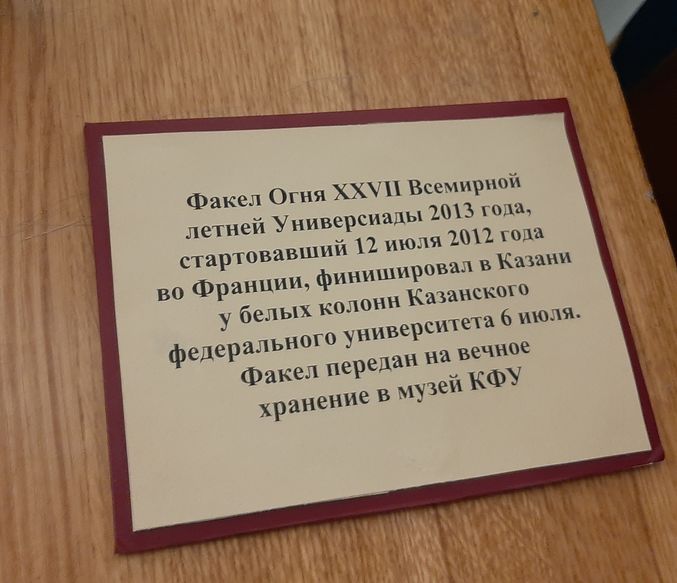 Факел Огня XXVII Всемирной
летней Универсиады 2013 года,
стартовавший 12 июля 2012 года
во Франции, финишировал в Казани
у белых колонн Казанского
федерального университета 6 июля.
Факел передан на вечное
хранение в музей КФУ